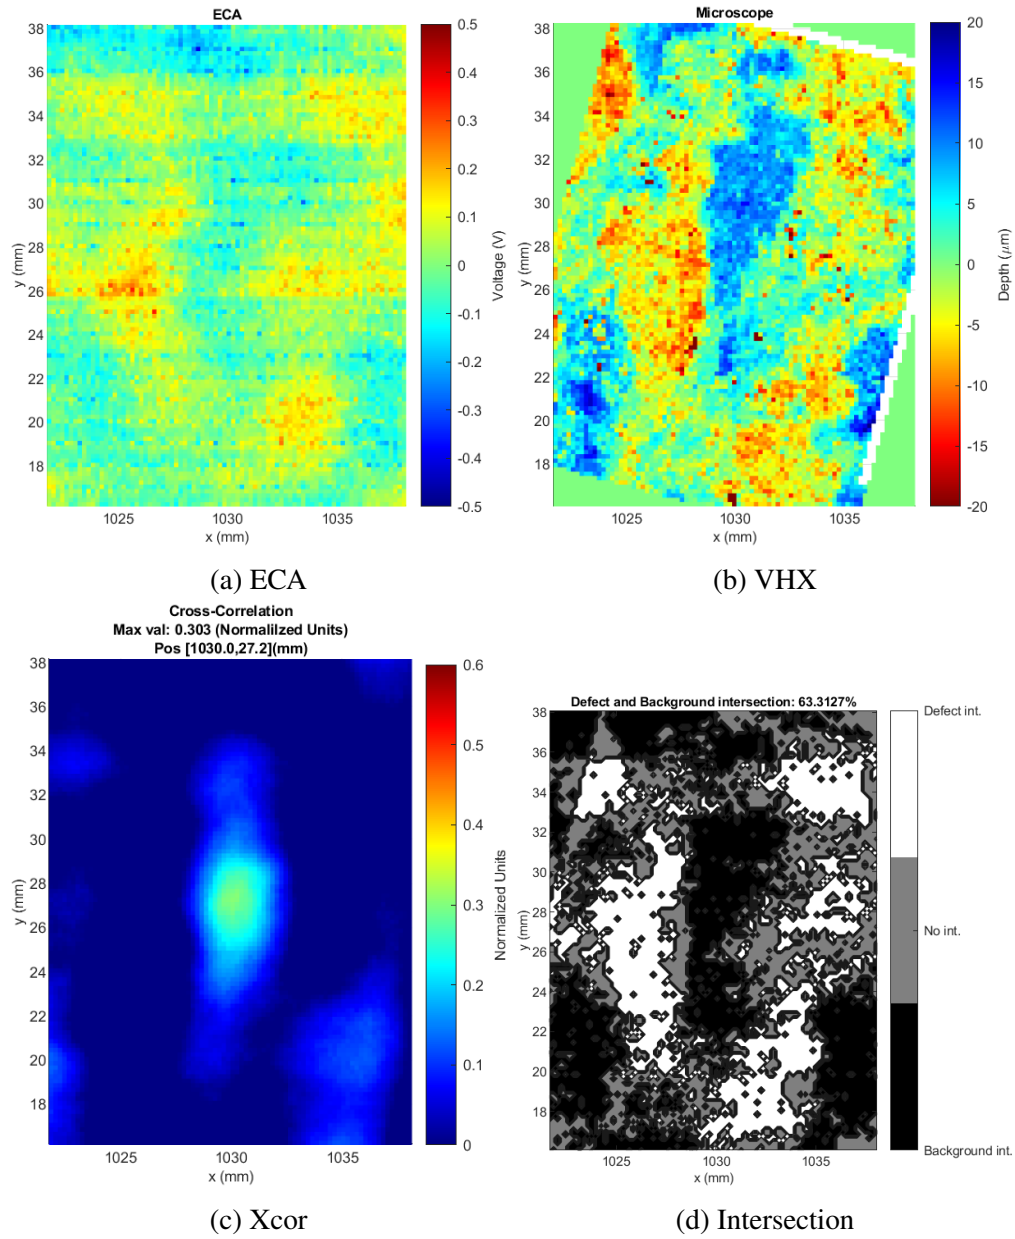 ECA
38
36
34
32
30
28
26
24
22
20
18
y (mm)
1025 1030 1035
x (mm)
0.5
0.4
0.3
0.2
0.1
0
-0.1
-0.2
-0.3
-0.4
-0.5
Voltage (V)
(a) ECA
Microscope
38
36
34
32
30
28
26
24
22
20
18
y (mm)
1025 1030 1035
x (mm)
20
15
10
5
0
-5
-10
-15
-20
Depth (μm)
(b) VHX
Cross-Correlation
Max val: 0.303 (Normalilzed Units)
Pos [1030.0,27.2](mm)
38
36
34
32
30
28
26
24
22
20
18
y (mm)
1025 1030 1035
x (mm)
0.6
0.5
0.4
0.3
0.2
0.1
0
Normalized Units
(c) Xcor
Defect and Background intersection: 63.3127%
38
36
34
32
30
28
26
24
22
20
18
y (mm)
1025 1030 1035
x (mm)
Defect int.
No int.
Background int.
(d) Intersection